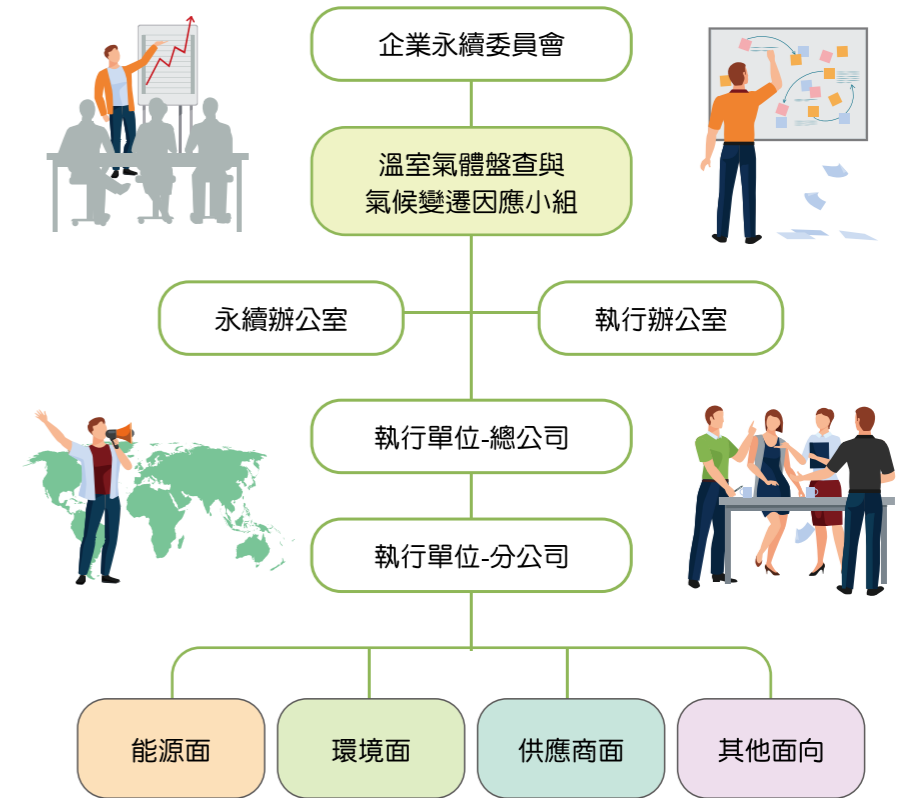 企業永續委員會
溫室氣體盤查與
氣候變遷因應小組
永續辦公室
執行辦公室
執行單位-總公司
執行單位-分公司
能源面
環境面
供應商面
其他面向